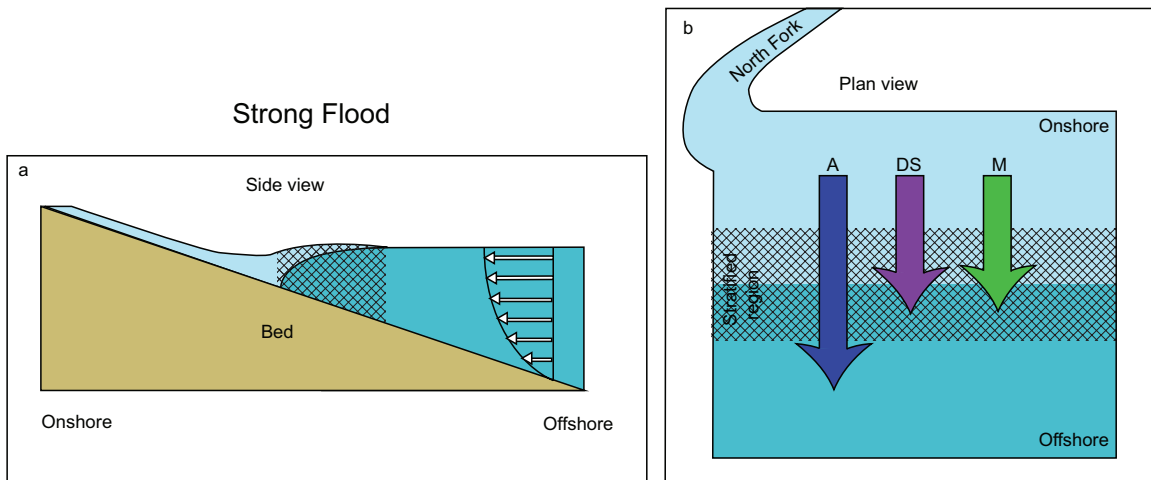 Strong Flood
a
Side view
Bed
Onshore
Offshore
b
North Fork
Plan view
Onshore
A
DS
M
Stratified
region
Offshore